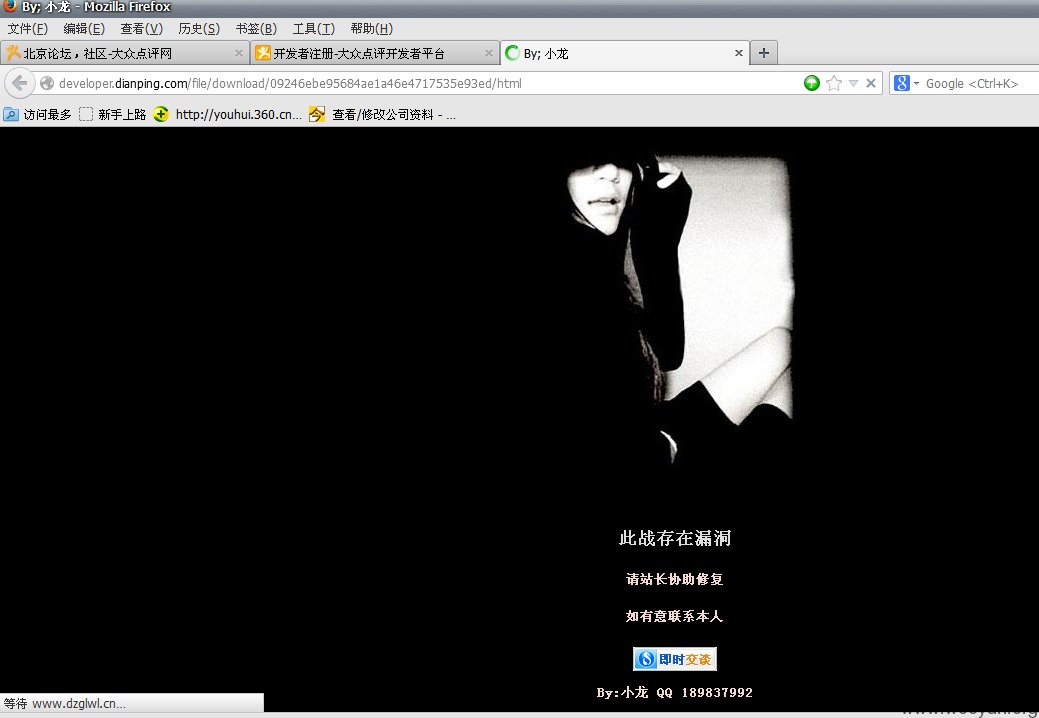 By; 小龙 - Mozilla Firefox
文件(F) 编辑(E) 查看(V) 历史(S) 书签(B) 工具(T) 帮助(H)
北京论坛，社区-大众点评网 × 开发者注册-大众点评开发者平台 × By; 小龙 × +
developer.dianping.com/file/download/09246ebe95684ae1a46e4717535e93ed/html 8 Google <Ctrl+K>
访问最多 新手上路 http://youhui.360.cn... 查看/修改公司资料 - ...
此战存在漏洞
请站长协助修复
如有意联系本人
即时交谈
By:小龙 QQ 189837992
等待 www.dzglwl.cn...